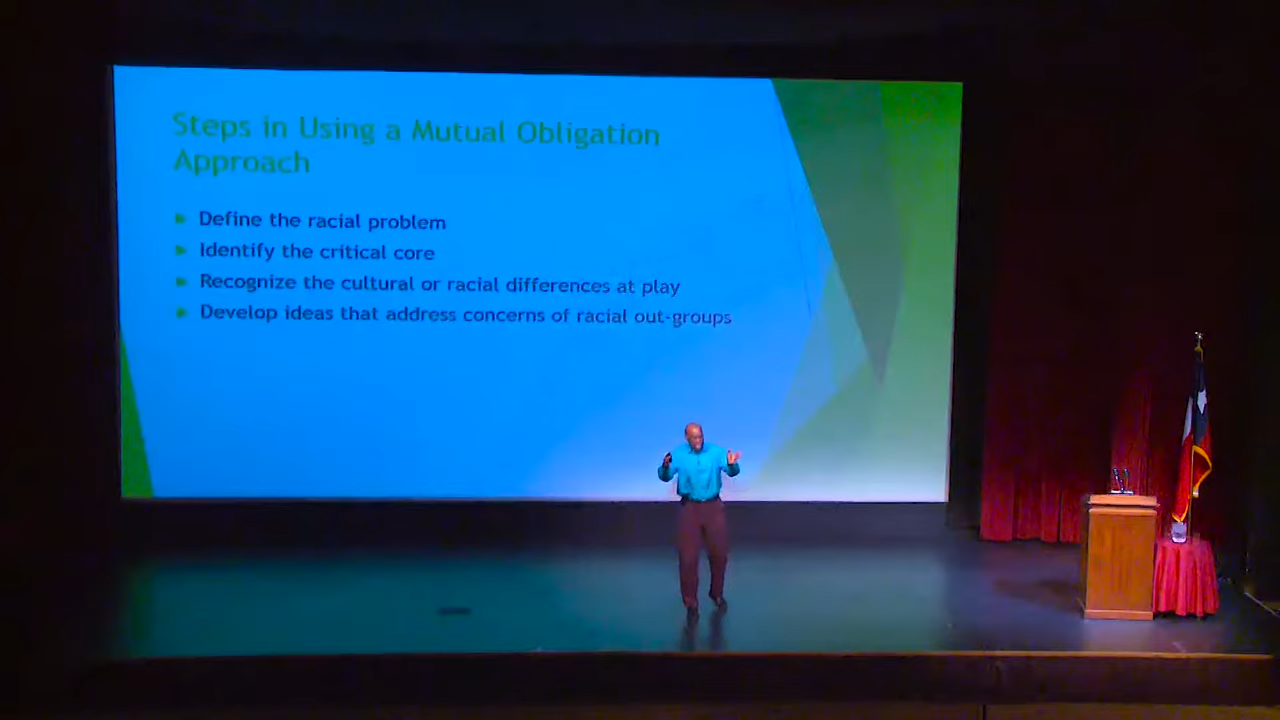 Steps in Using a Mutual Obligation
Approach
Define the racial problem
Identify the critical core
Recognize the cultural or racial differences at play
Develop ideas that address concerns of racial out-groups